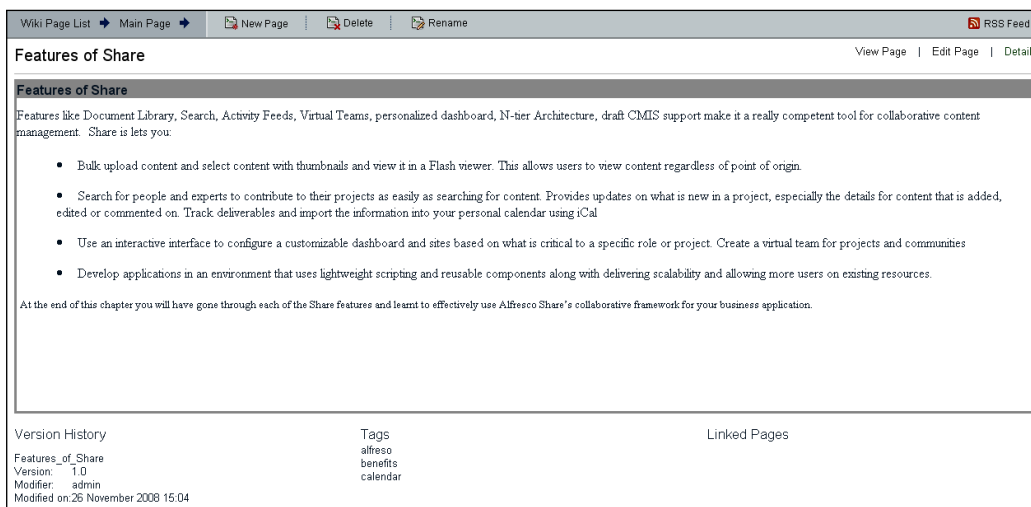 Wiki Page List Main Page New Page Delete Rename RSS Feed
Features of Share View Page | Edit Page | Detail
Features of Share
Features like Document Library, Search, Activity Feeds, Virtual Teams, personalized dashboard, N-tier Architecture, draft CMIS support make it a really competent tool for collaborative content
management. Share is lets you:
• Bulk upload content and select content with thumbnails and view it in a Flash viewer. This allows users to view content regardless of point of origin.
• Search for people and experts to contribute to their projects as easily as searching for content. Provides updates on what is new in a project, especially the details for content that is added,
edited or commented on. Track deliverables and import the information into your personal calendar using iCal
• Use an interactive interface to configure a customizable dashboard and sites based on what is critical to a specific role or project. Create a virtual team for projects and communities
• Develop applications in an environment that uses lightweight scripting and reusable components along with delivering scalability and allowing more users on existing resources.
At the end of this chapter you will have gone through each of the Share features and learnt to effectively use Alfresco Share's collaborative framework for your business application.
Version History
Features_of_Share
Version: 1.0
Modifier: admin
Modified on:26 November 2008 15:04
Tags
alfreso
benefits
calendar
Linked Pages